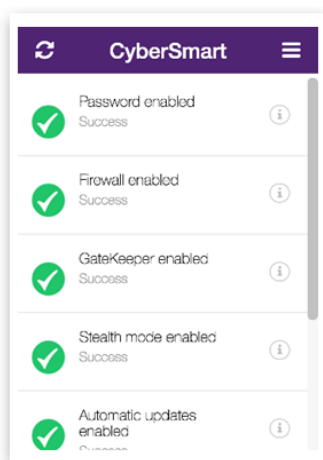 CyberSmart
Password enabled
Success
Firewall enabled
Success
GateKeeper enabled
Success
Stealth mode enabled
Success
Automatic updates
enabled